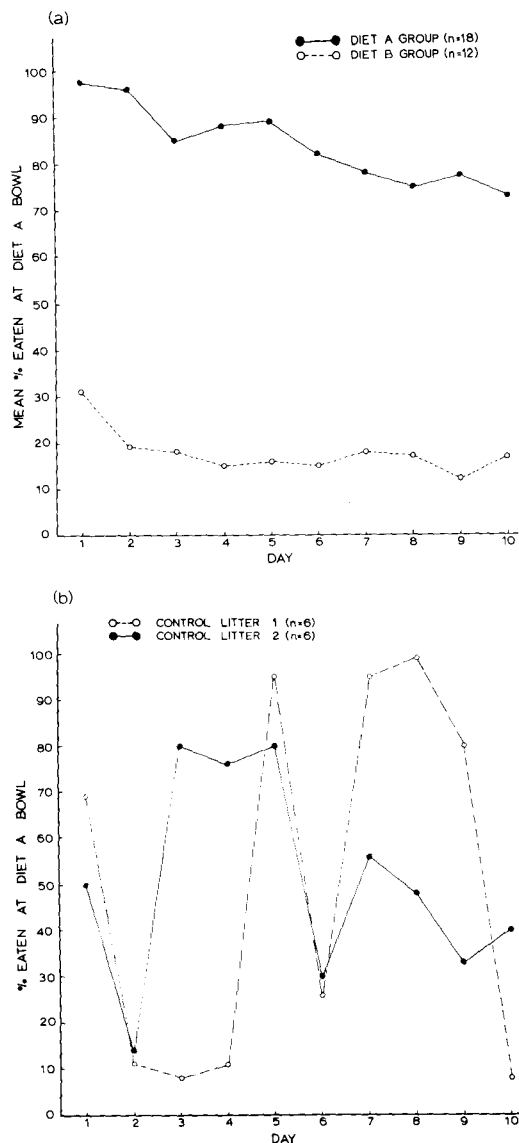 (a)
DIET A GROUP (n=18)
DIET B GROUP (n=12)
MEAN % EATEN AT DIET A BOWL
100
90
80
70
60
50
40
30
20
10
0
1 2 3 4 5 6 7 8 9 10
DAY
(b)
CONTROL LITTER 1 (n=6)
CONTROL LITTER 2 (n=6)
% EATEN AT DIET A BOWL
100
90
80
70
60
50
40
30
20
10
0
1 2 3 4 5 6 7 8 9 10
DAY